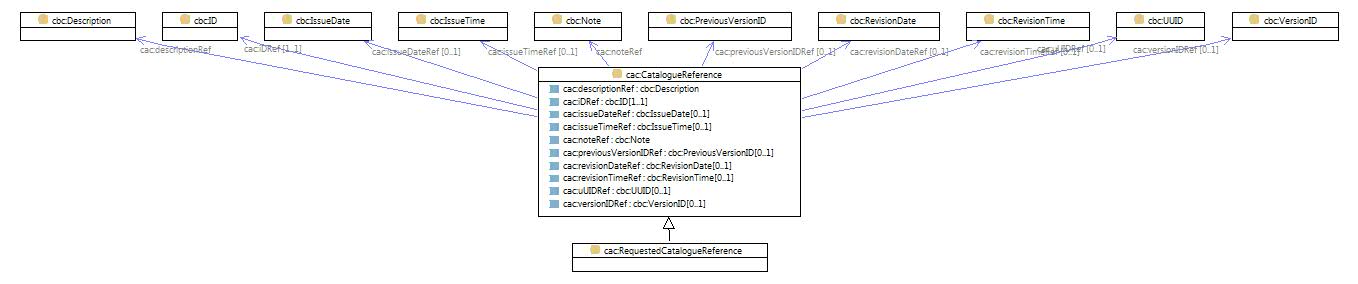 cbc:Description
cbc:ID
cbc:IssueDate
cbc:IssueTime
cbc:Note
cbc:PreviousVersionID
cbc:RevisionDate
cbc:RevisionTime
cbc:UUID
cbc:VersionID
cac:descriptionRef
cac:iDRef [1..1]
cac:issueDateRef [0..1]
cac:issueTimeRef [0..1]
cac:noteRef
cac:previousVersionIDRef [0..1]
cac:revisionDateRef [0..1]
cac:revisionTimeRef [0..1]
cac:uUIDRef [0..1]
cac:versionIDRef [0..1]
cac:CatalogueReference
cac:descriptionRef : cbc:Description
cac:iDRef : cbc:ID[1..1]
cac:issueDateRef : cbc:IssueDate[0..1]
cac:issueTimeRef : cbc:IssueTime[0..1]
cac:noteRef : cbc:Note
cac:previousVersionIDRef : cbc:PreviousVersionID[0..1]
cac:revisionDateRef : cbc:RevisionDate[0..1]
cac:revisionTimeRef : cbc:RevisionTime[0..1]
cac:uUIDRef : cbc:UUID[0..1]
cac:versionIDRef : cbc:VersionID[0..1]
cac:RequestedCatalogueReference